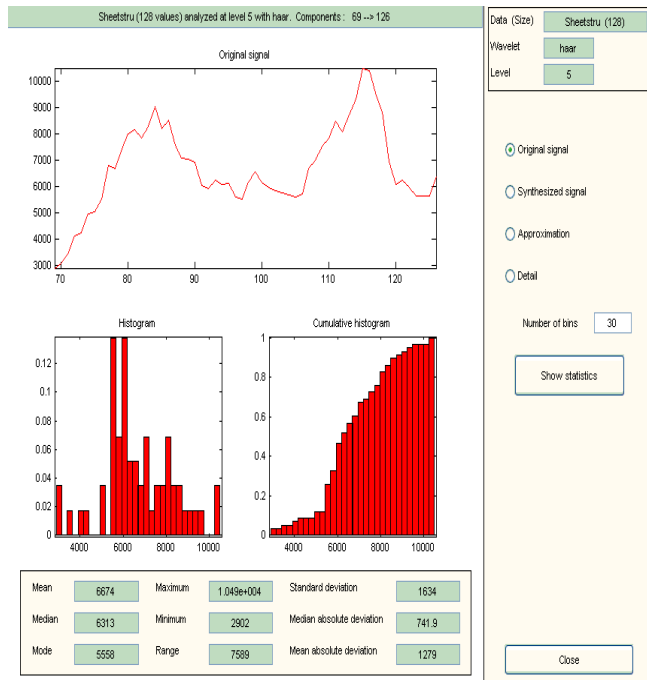 Sheetstru (128 values) analyzed at level 5 with haar. Components : 69 --> 126
Original signal
10000
9000
8000
7000
6000
5000
4000
3000
70 80 90 100 110 120
Histogram
0.12
0.1
0.08
0.06
0.04
0.02
0
4000 6000 8000 10000
Cumulative histogram
1
0.8
0.6
0.4
0.2
0
4000 6000 8000 10000
Mean 6674 Maximum 1.049e+004 Standard deviation 1634
Median 6313 Minimum 2902 Median absolute deviation 741.9
Mode 5558 Range 7589 Mean absolute deviation 1279
Data (Size) Sheetstru (128)
Wavelet haar
Level 5
Original signal
Synthesized signal
Approximation
Detail
Number of bins 30
Show statistics
Close